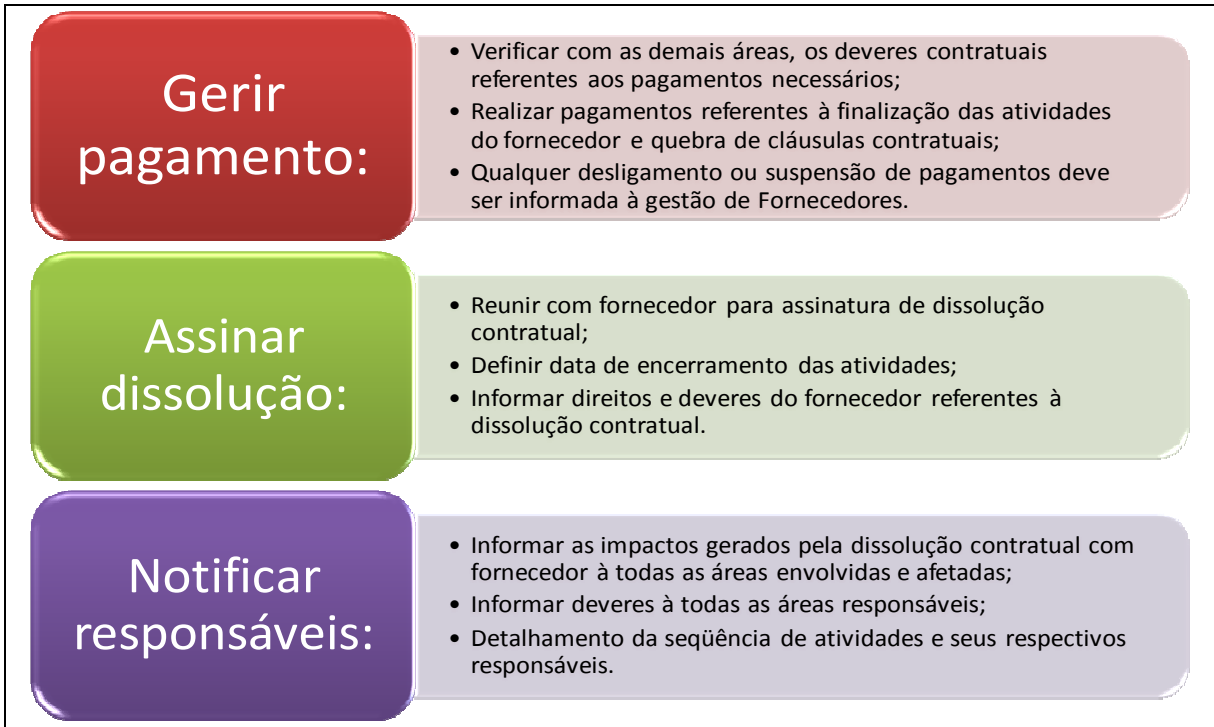 Gerir
pagamento:
• Verificar com as demais áreas, os deveres contratuais
referentes aos pagamentos necessários;
• Realizar pagamentos referentes à finalização das atividades
do fornecedor e quebra de cláusulas contratuais;
• Qualquer desligamento ou suspensão de pagamentos deve
ser informada à gestão de Fornecedores.
Assinar
dissolução:
• Reunir com fornecedor para assinatura de dissolução
contratual;
• Definir data de encerramento das atividades;
• Informar direitos e deveres do fornecedor referentes à
dissolução contratual.
Notificar
responsáveis:
• Informar as impactos gerados pela dissolução contratual com
fornecedor à todas as áreas envolvidas e afetadas;
• Informar deveres à todas as áreas responsáveis;
• Detalhamento da seqüência de atividades e seus respectivos
responsáveis.